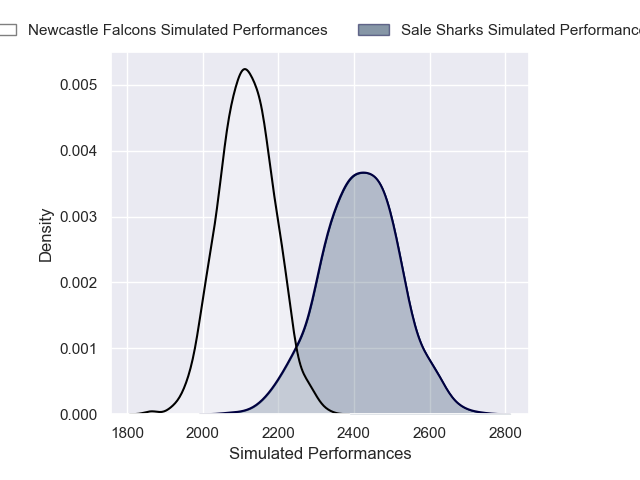 Newcastle Falcons Simulated Performances Sale Sharks Simulated Performance
0.005
0.004
0.003
0.002
0.001
0.000
Density
1800 2000 2200 2400 2600 2800
Simulated Performances